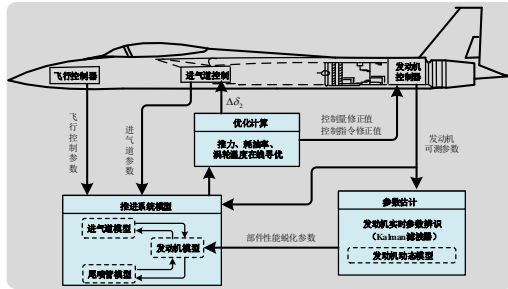 飞行控制器
进气道控制
发动机
控制器
Δδ₂
飞行控制参数
进气道参数
优化计算
推力、耗油率、
涡轮温度在线寻优
控制量修正值
控制指令修正值
发动机
可测参数
推进系统模型
进气道模型
发动机模型
尾喷管模型
部件性能蜕化参数
参数估计
发动机实时参数辨识
（Kalman滤波器）
发动机动态模型